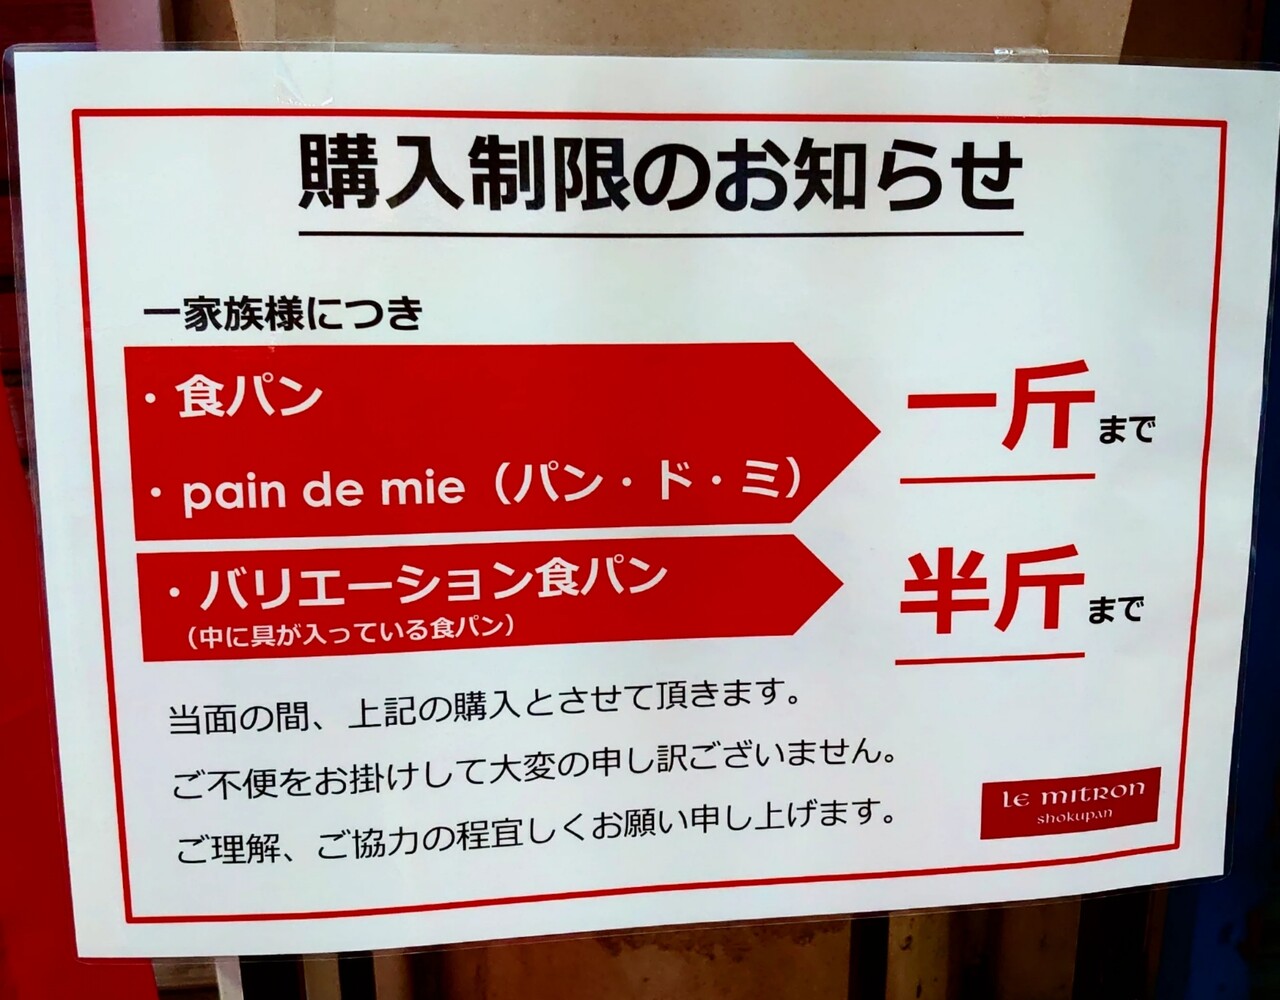 購入制限のお知らせ
一家族様につき
・食パン
・pain de mie（パン・ド・ミ）
一斤まで
・バリエーション食パン
（中に具が入っている食パン）
半斤まで
当面の間、上記の購入とさせて頂きます。
ご不便をお掛けして大変の申し訳ございません。
ご理解、ご協力の程宜しくお願い申し上げます。
le mitron
shokupan